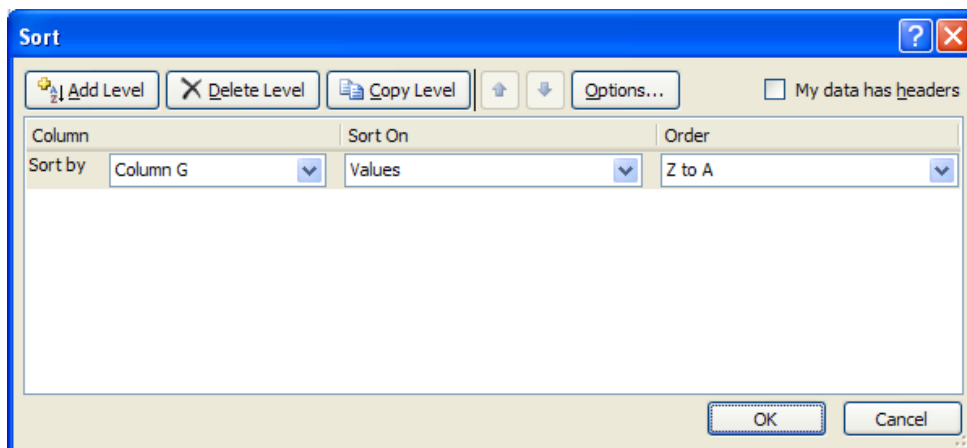 Sort
Add Level Delete Level Copy Level Options... My data has headers
Column Sort On Order
Sort by Column G Values Z to A
OK Cancel